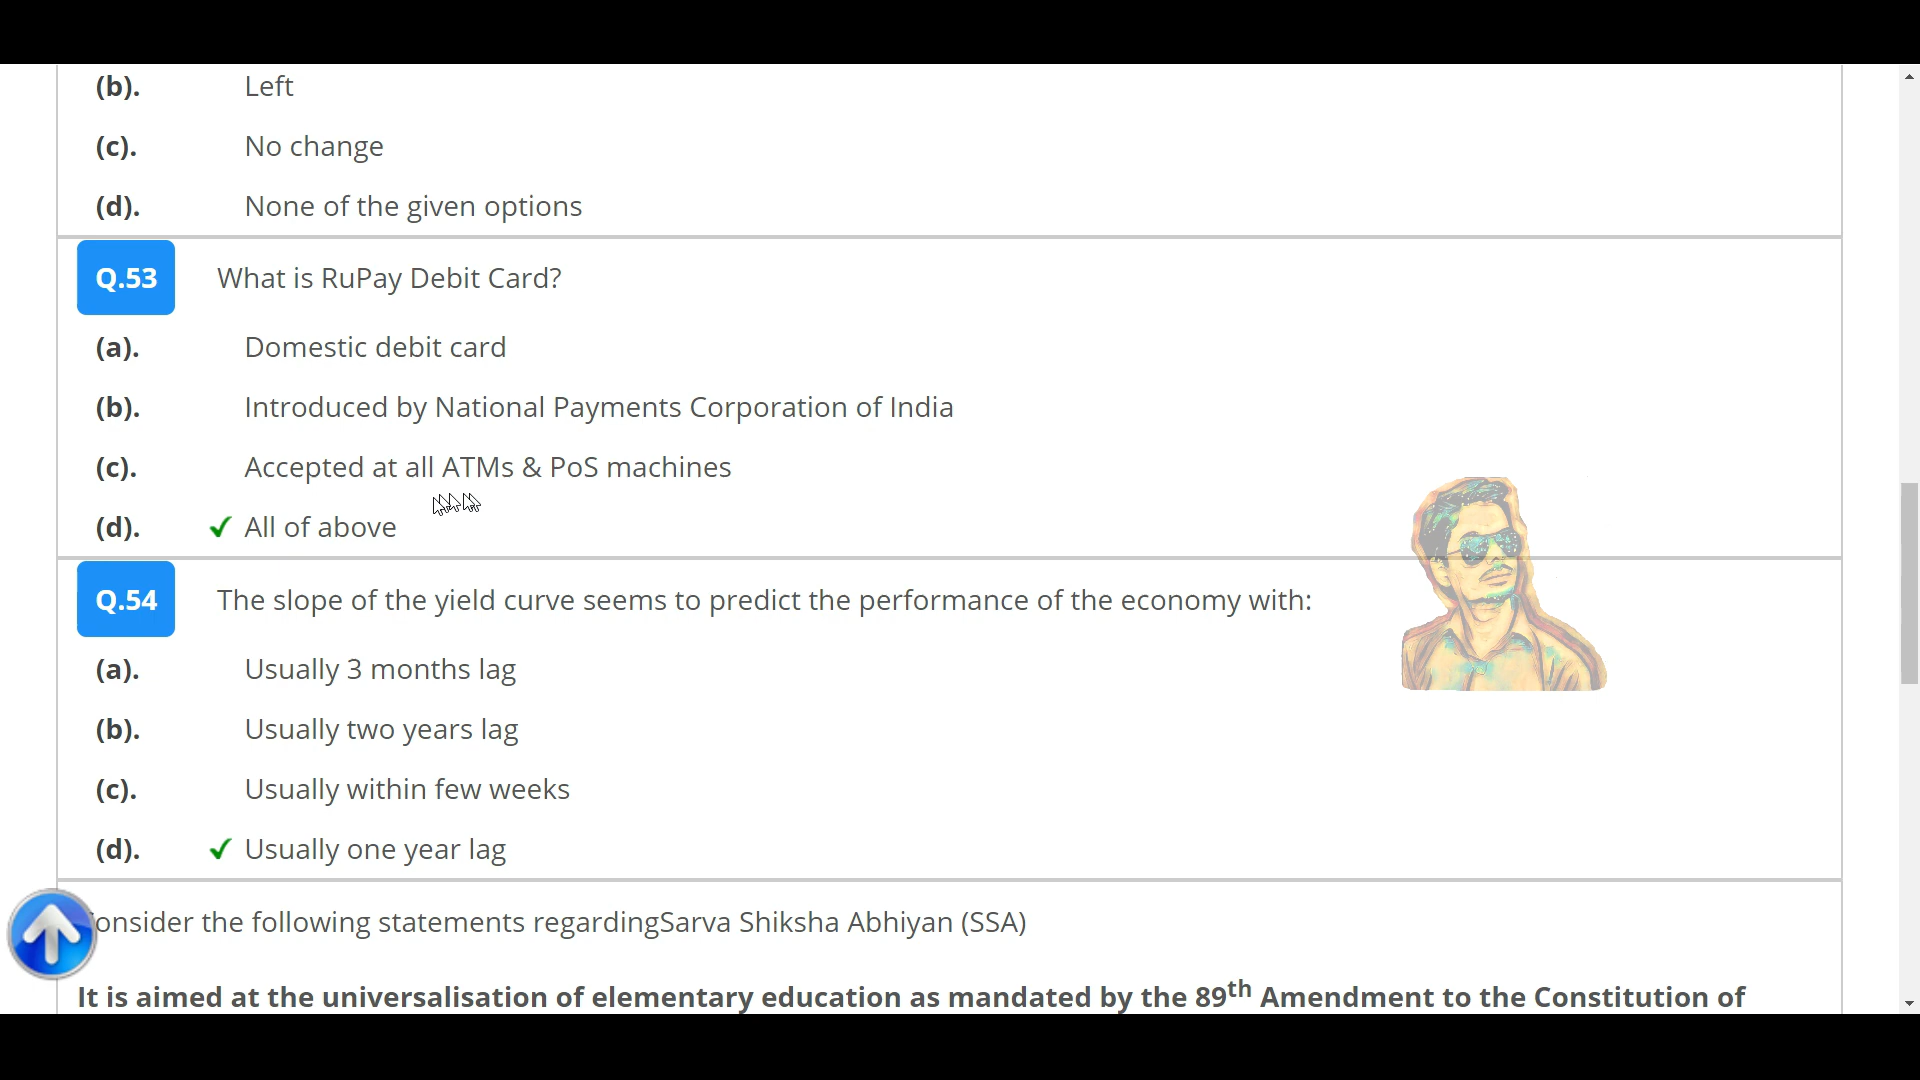 (b). Left
(c). No change
(d). None of the given options
Q.53 What is RuPay Debit Card?
(a). Domestic debit card
(b). Introduced by National Payments Corporation of India
(c). Accepted at all ATMs & PoS machines
(d). ✓ All of above
Q.54 The slope of the yield curve seems to predict the performance of the economy with:
(a). Usually 3 months lag
(b). Usually two years lag
(c). Usually within few weeks
(d). ✓ Usually one year lag
onsider the following statements regardingSarva Shiksha Abhiyan (SSA)
It is aimed at the universalisation of elementary education as mandated by the 89th Amendment to the Constitution of